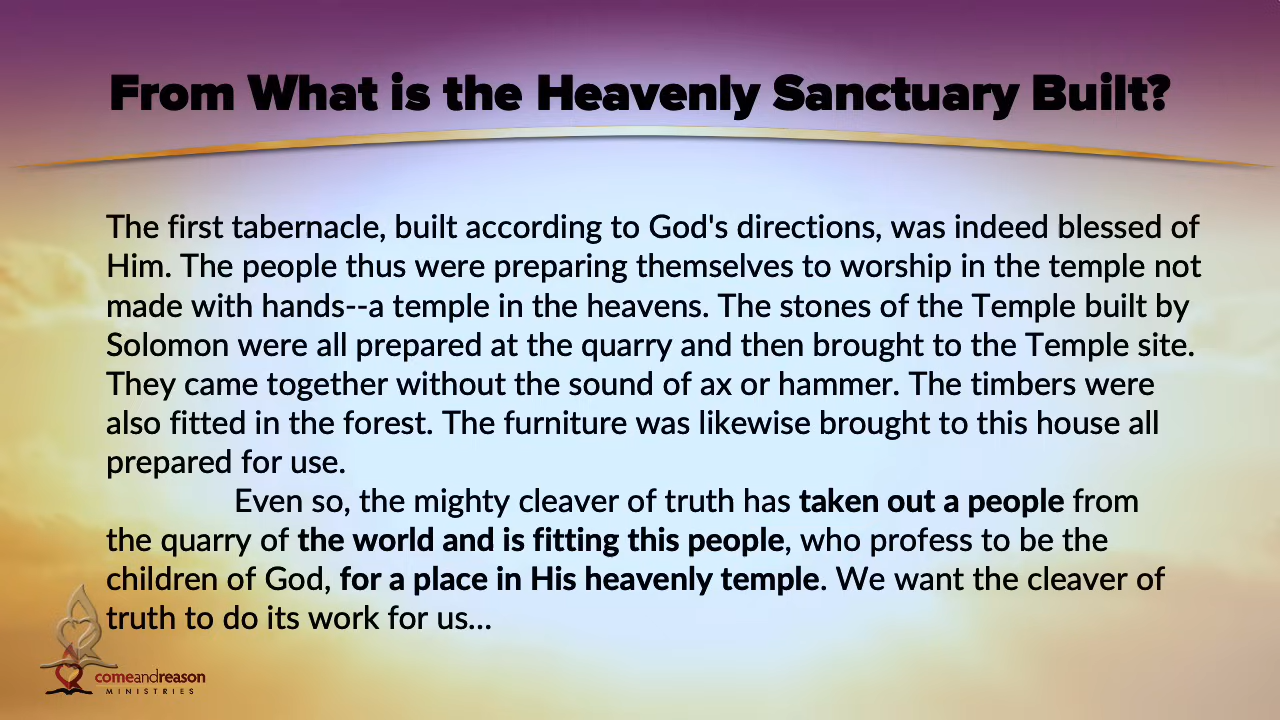 From What is the Heavenly Sanctuary Built?
The first tabernacle, built according to God's directions, was indeed blessed of
Him. The people thus were preparing themselves to worship in the temple not
made with hands--a temple in the heavens. The stones of the Temple built by
Solomon were all prepared at the quarry and then brought to the Temple site.
They came together without the sound of ax or hammer. The timbers were
also fitted in the forest. The furniture was likewise brought to this house all
prepared for use.
Even so, the mighty cleaver of truth has taken out a people from
the quarry of the world and is fitting this people, who profess to be the
children of God, for a place in His heavenly temple. We want the cleaver of
truth to do its work for us...
comeandreason
MINISTRIES